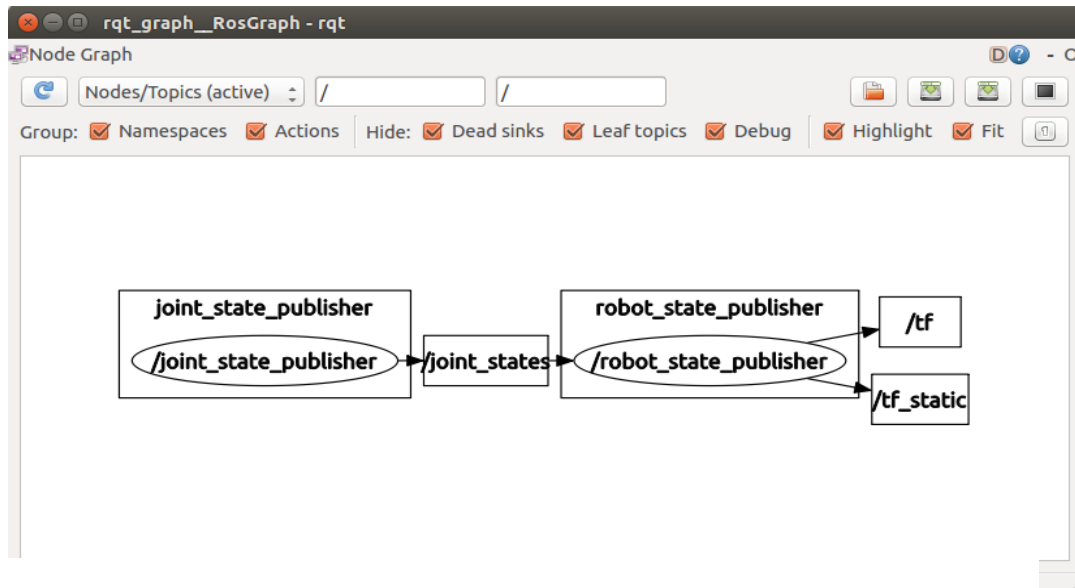 rqt_graph__RosGraph - rqt
Node Graph
D ? - O
Nodes/Topics (active) / /
Group: Namespaces Actions Hide: Dead sinks Leaf topics Debug Highlight Fit
joint_state_publisher
/joint_state_publisher
/joint_states
robot_state_publisher
/robot_state_publisher
/tf
/tf_static